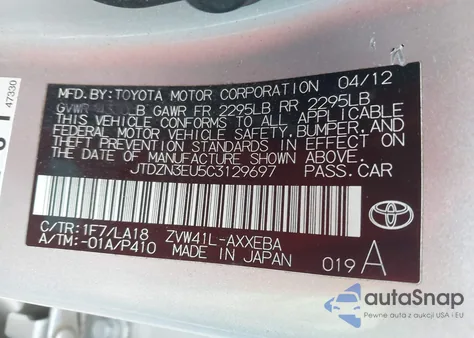 MFD.BY:TOYOTA MOTOR CORPORATION 04/12
GVWR B GAWR FR 2295LB RR 2295LB
THIS VEHICLE CONFORMS TO ALL APPLICABLE
FEDERAL MOTOR VEHICLE SAFETY, BUMPER, AND
THEFT PREVENTION STANDARDS IN EFFECT ON
THE DATE OF MANUFACTURE SHOWN ABOVE.
JTDZN3EU5C3129697 PASS.CAR
C/TR:1F7/LA18 ZVW41L-AXXEBA
A/TM:-01A/P410 MADE IN JAPAN
019 A
TOYOTA
47330
autoSnap
Pewne auta z aukcji USA i EU